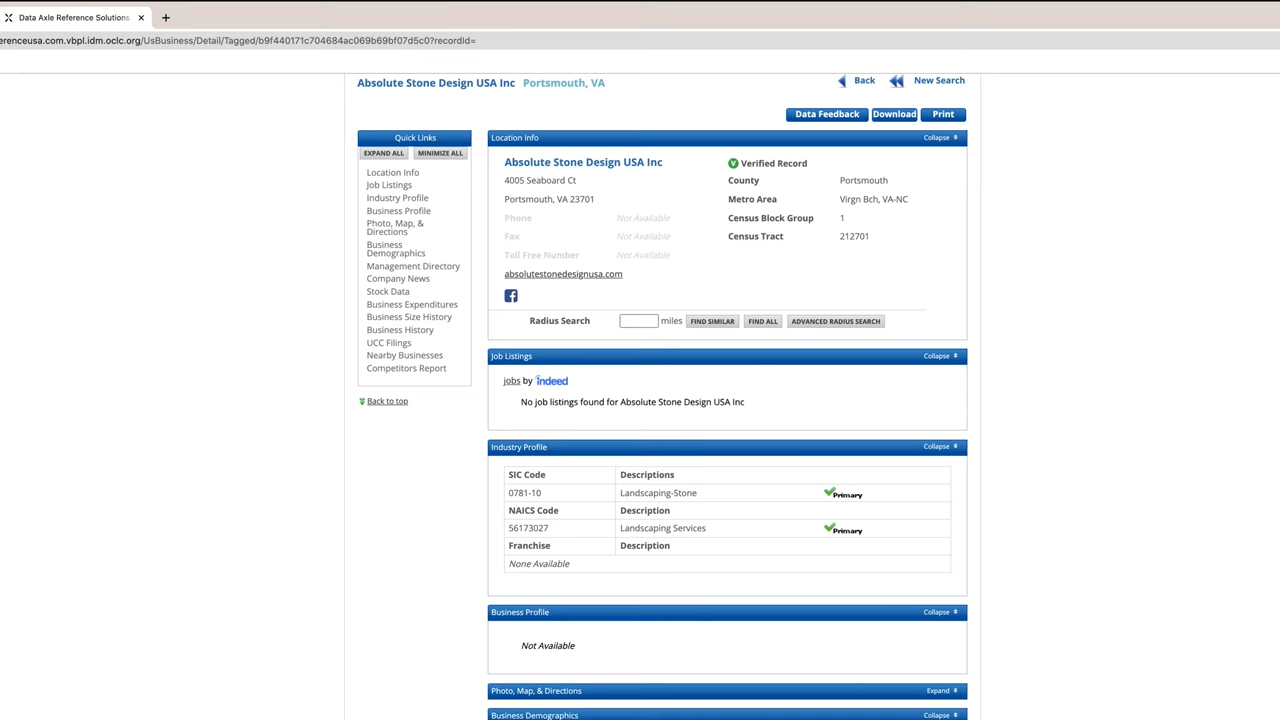 Data Axle Reference Solutions
erenceusa.com.vbpl.idm.oclc.org/UsBusiness/Detail/Tagged/b9f440171c704684ac069b69bf07d5c0?recordId=
Absolute Stone Design USA Inc Portsmouth, VA
Back New Search
Data Feedback Download Print
Quick Links
EXPAND ALL MINIMIZE ALL
Location Info
Job Listings
Industry Profile
Business Profile
Photo, Map, &
Directions
Business
Demographics
Management Directory
Company News
Stock Data
Business Expenditures
Business Size History
Business History
UCC Filings
Nearby Businesses
Competitors Report
Back to top
Location Info Collapse
Absolute Stone Design USA Inc
4005 Seaboard Ct
Portsmouth, VA 23701
Phone Not Available
Fax Not Available
Toll Free Number Not Available
absolutestonedesignusa.com
Verified Record
County Portsmouth
Metro Area Virgn Bch, VA-NC
Census Block Group 1
Census Tract 212701
Radius Search miles FIND SIMILAR FIND ALL ADVANCED RADIUS SEARCH
Job Listings Collapse
jobs by indeed
No job listings found for Absolute Stone Design USA Inc
Industry Profile Collapse
SIC Code Descriptions
0781-10 Landscaping-Stone Primary
NAICS Code Description
56173027 Landscaping Services Primary
Franchise Description
None Available
Business Profile Collapse
Not Available
Photo, Map, & Directions Expand
Business Demographics Collapse